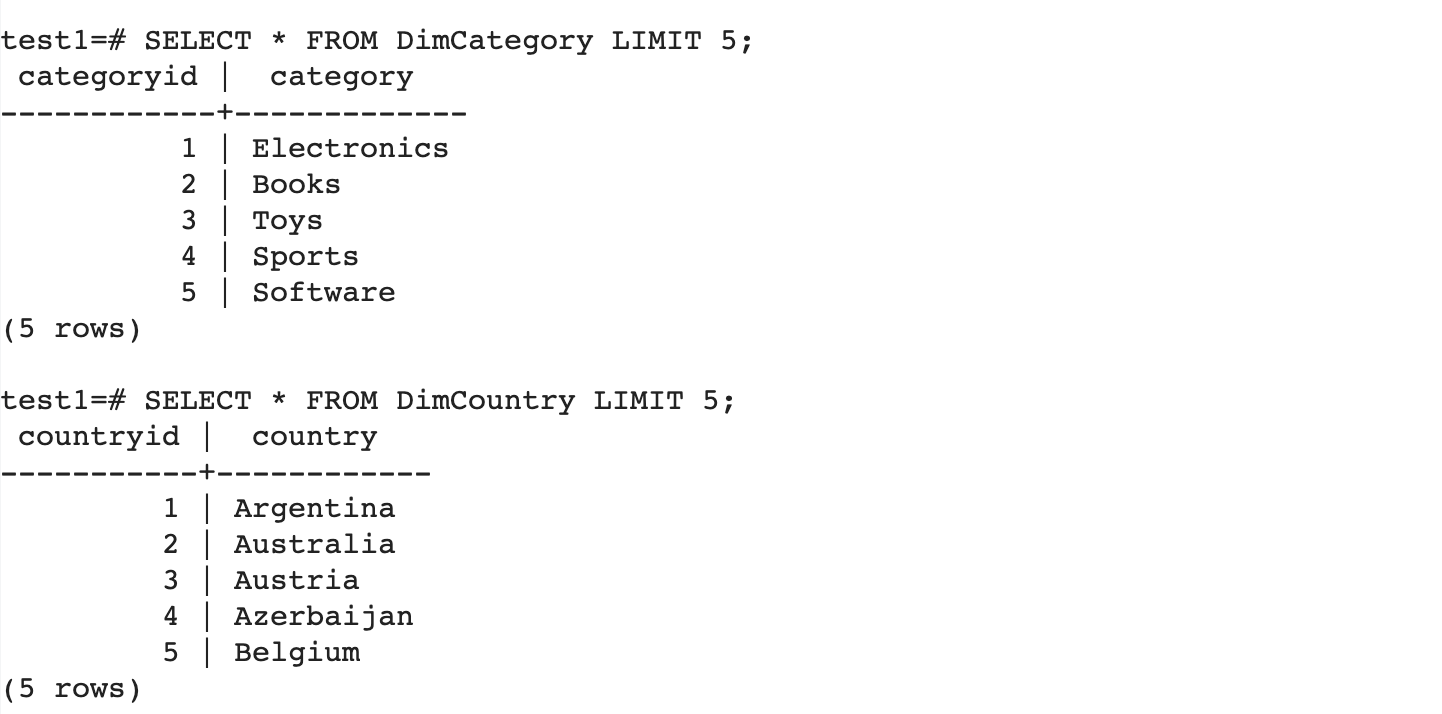 test1=# SELECT * FROM DimCategory LIMIT 5;
 categoryid |  category
------------+-------------
          1 | Electronics
          2 | Books
          3 | Toys
          4 | Sports
          5 | Software
(5 rows)

test1=# SELECT * FROM DimCountry LIMIT 5;
 countryid |  country
-----------+------------
         1 | Argentina
         2 | Australia
         3 | Austria
         4 | Azerbaijan
         5 | Belgium
(5 rows)